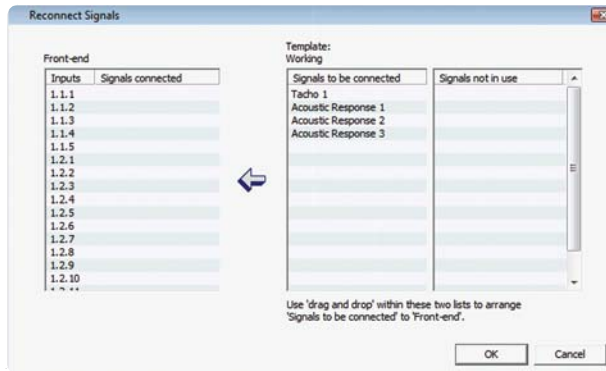 Reconnect Signals
Front-end
Inputs Signals connected
1.1.1
1.1.2
1.1.3
1.1.4
1.1.5
1.2.1
1.2.2
1.2.3
1.2.4
1.2.5
1.2.6
1.2.7
1.2.8
1.2.9
1.2.10
Template:
Working
Signals to be connected Signals not in use
Tacho 1
Acoustic Response 1
Acoustic Response 2
Acoustic Response 3
Use 'drag and drop' within these two lists to arrange
'Signals to be connected' to 'Front-end'.
OK Cancel